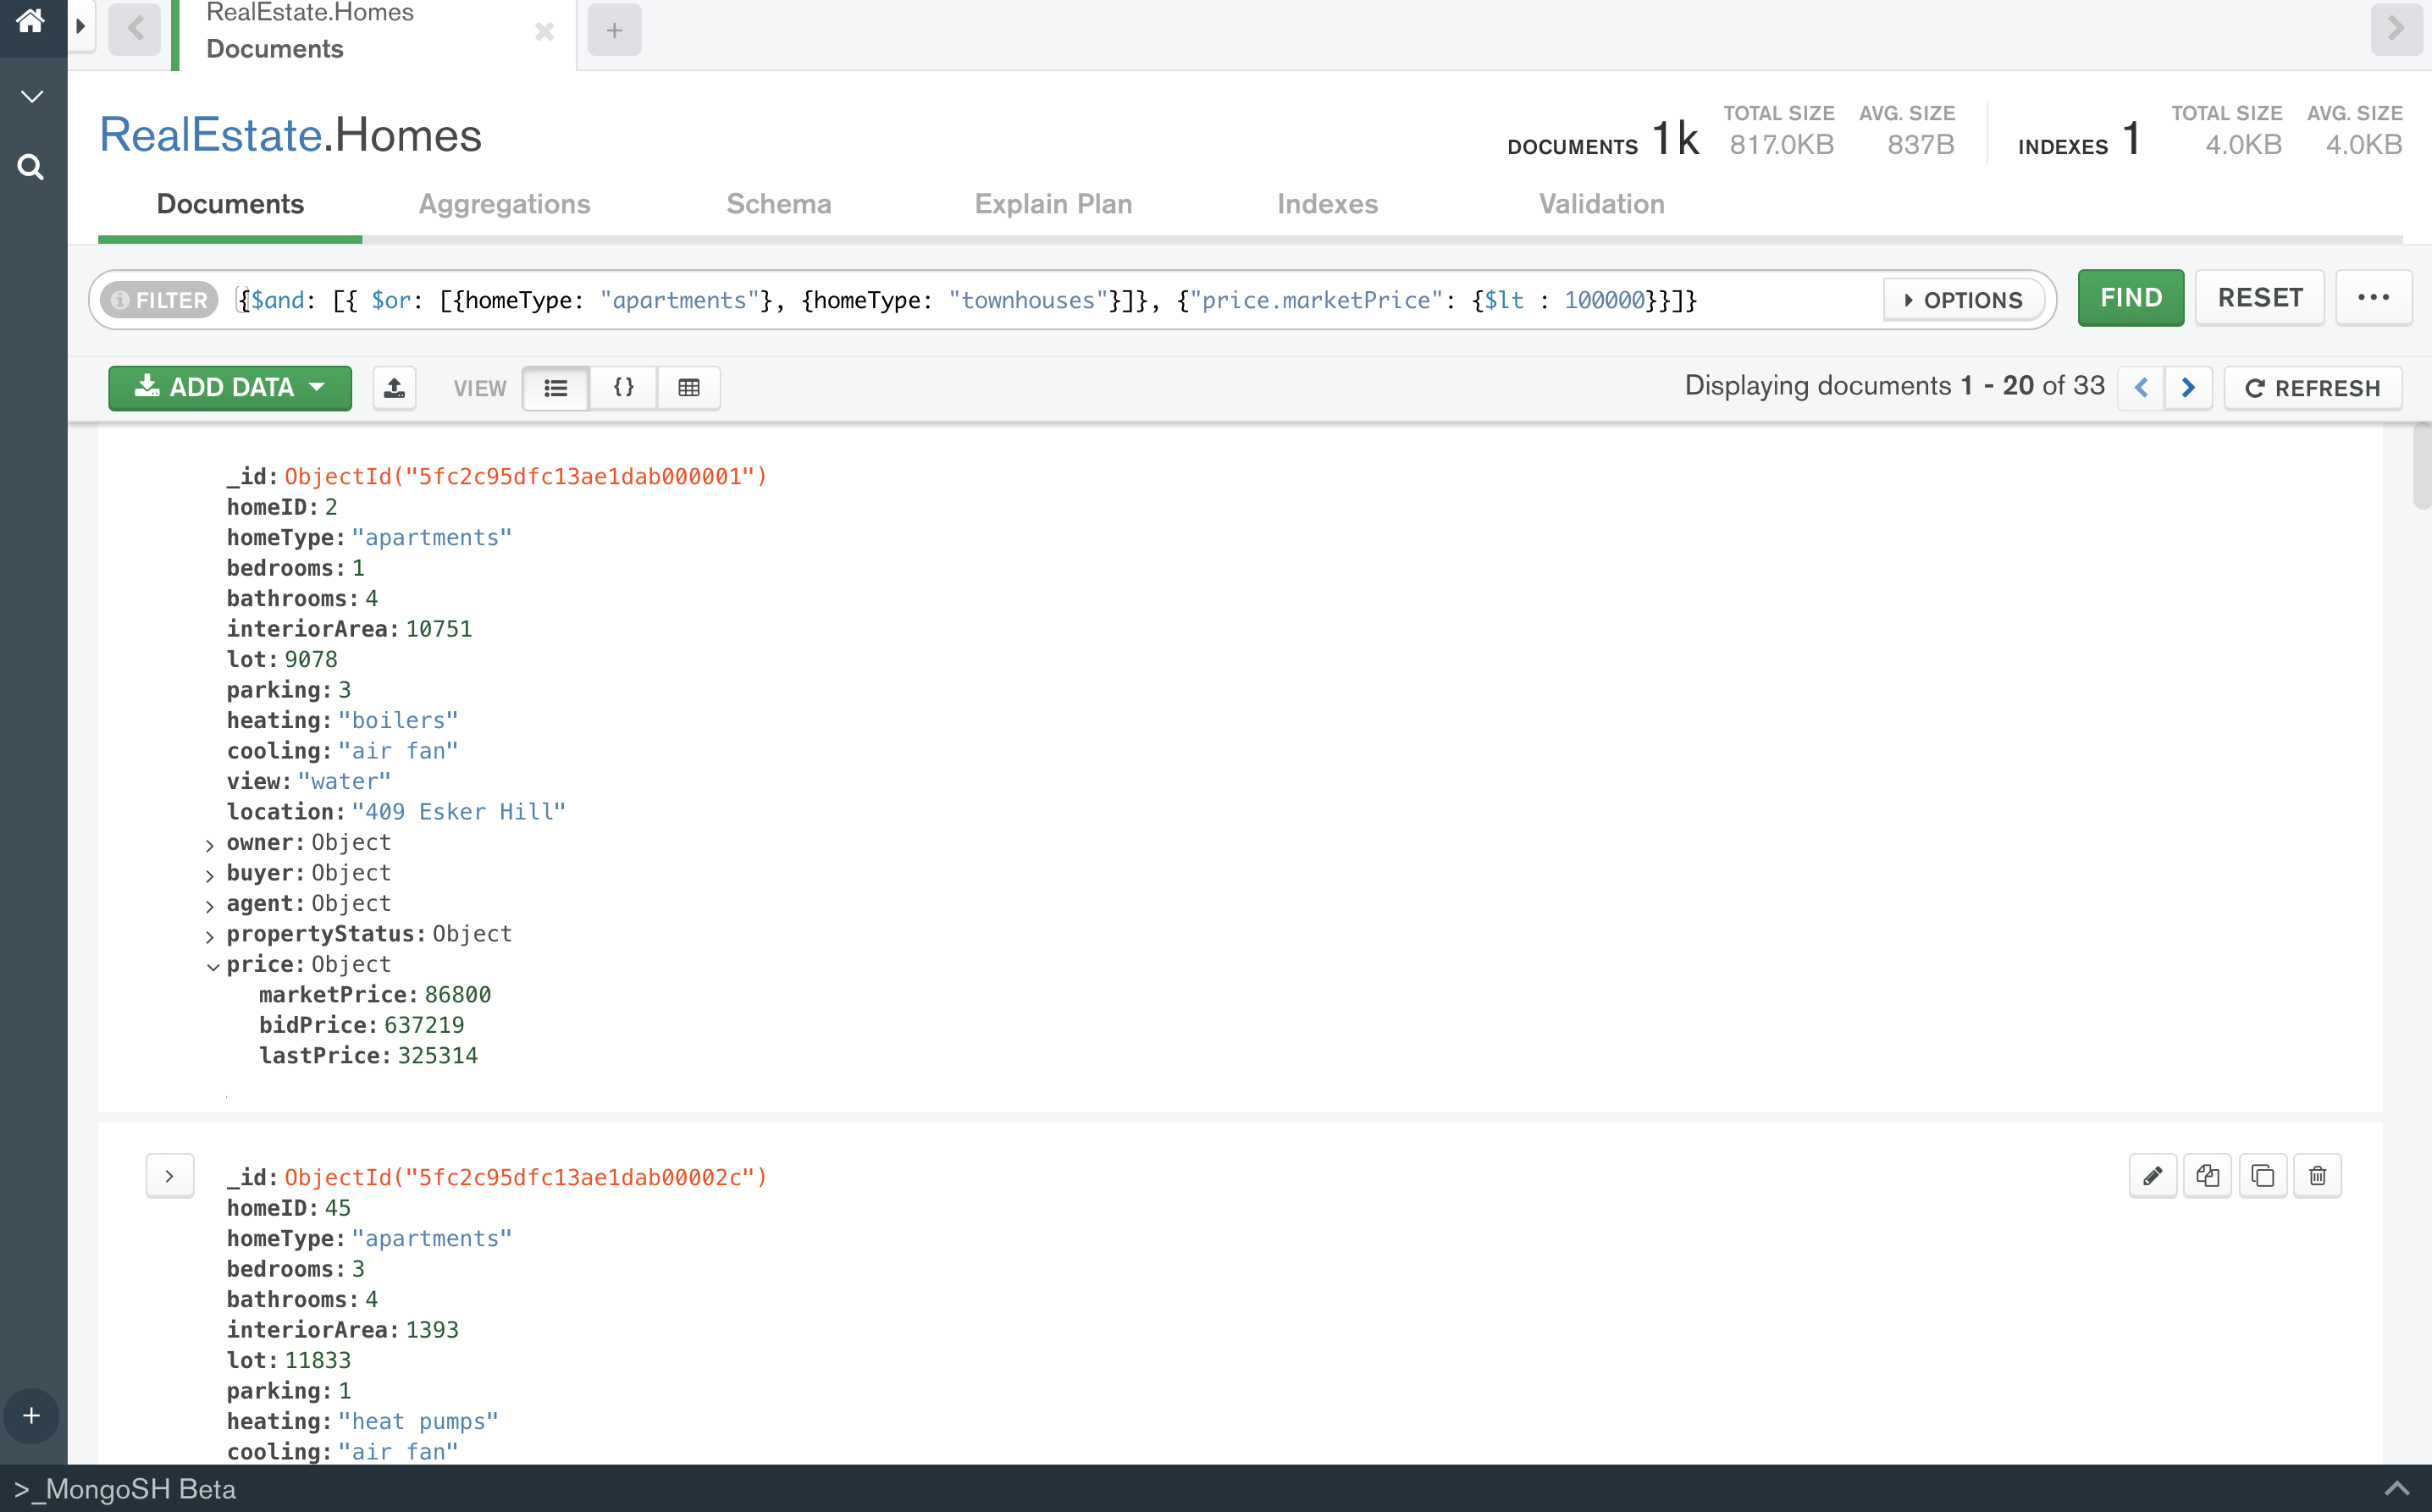 RealEstate.Homes
Documents
RealEstate.Homes
DOCUMENTS 1k TOTAL SIZE 817.0KB AVG. SIZE 837B INDEXES 1 TOTAL SIZE 4.0KB AVG. SIZE 4.0KB
Documents Aggregations Schema Explain Plan Indexes Validation
FILTER {$and: [{ $or: [{homeType: "apartments"}, {homeType: "townhouses"}]}, {"price.marketPrice": {$lt : 100000}}]} OPTIONS FIND RESET
ADD DATA VIEW {} Displaying documents 1 - 20 of 33 REFRESH
_id: ObjectId("5fc2c95dfc13ae1dab000001")
homeID: 2
homeType: "apartments"
bedrooms: 1
bathrooms: 4
interiorArea: 10751
lot: 9078
parking: 3
heating: "boilers"
cooling: "air fan"
view: "water"
location: "409 Esker Hill"
owner: Object
buyer: Object
agent: Object
propertyStatus: Object
price: Object
marketPrice: 86800
bidPrice: 637219
lastPrice: 325314
_id: ObjectId("5fc2c95dfc13ae1dab00002c")
homeID: 45
homeType: "apartments"
bedrooms: 3
bathrooms: 4
interiorArea: 1393
lot: 11833
parking: 1
heating: "heat pumps"
cooling: "air fan"
>_MongoSH Beta